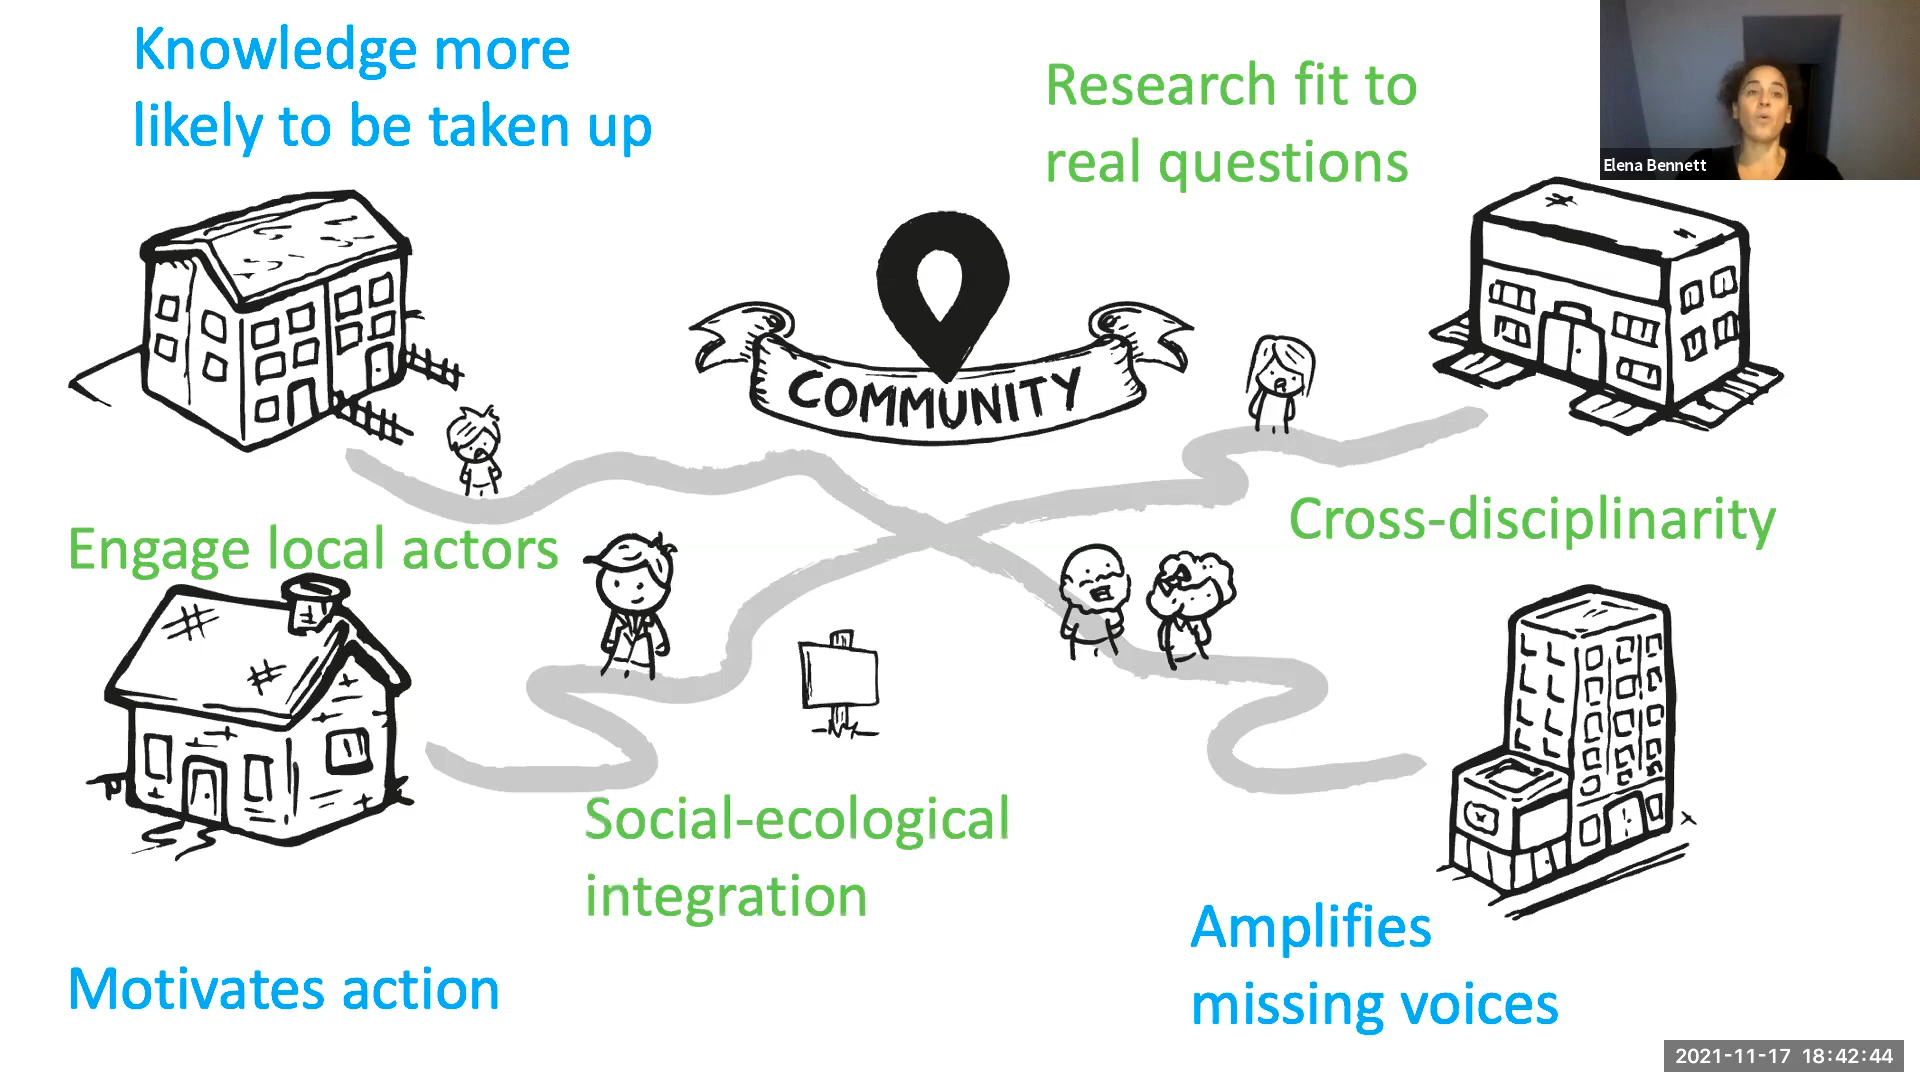 Knowledge more
likely to be taken up
Research fit to
real questions
Elena Bennett
COMMUNITY
Engage local actors
Cross-disciplinarity
Social-ecological
integration
Amplifies
missing voices
Motivates action
2021-11-17 18:42:44